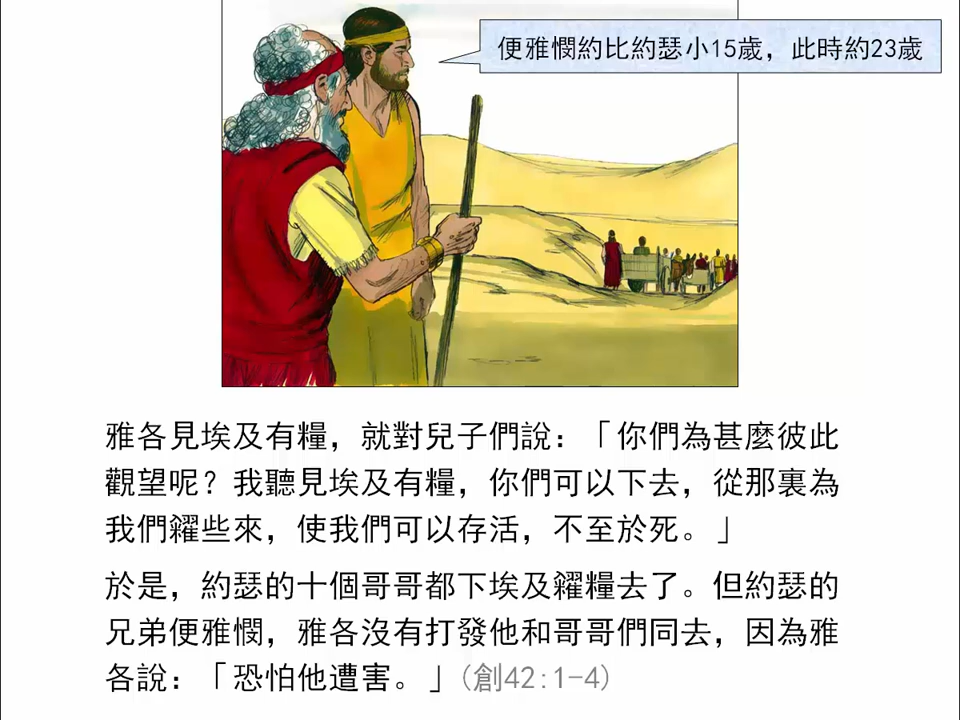 便雅憫約比約瑟小15歲，此時約23歲
雅各見埃及有糧，就對兒子們說：「你們為甚麼彼此
觀望呢？我聽見埃及有糧，你們可以下去，從那裏為
我們糴些來，使我們可以存活，不至於死。」
於是，約瑟的十個哥哥都下埃及糴糧去了。但約瑟的
兄弟便雅憫，雅各沒有打發他和哥哥們同去，因為雅
各說：「恐怕他遭害。」(創42:1-4)